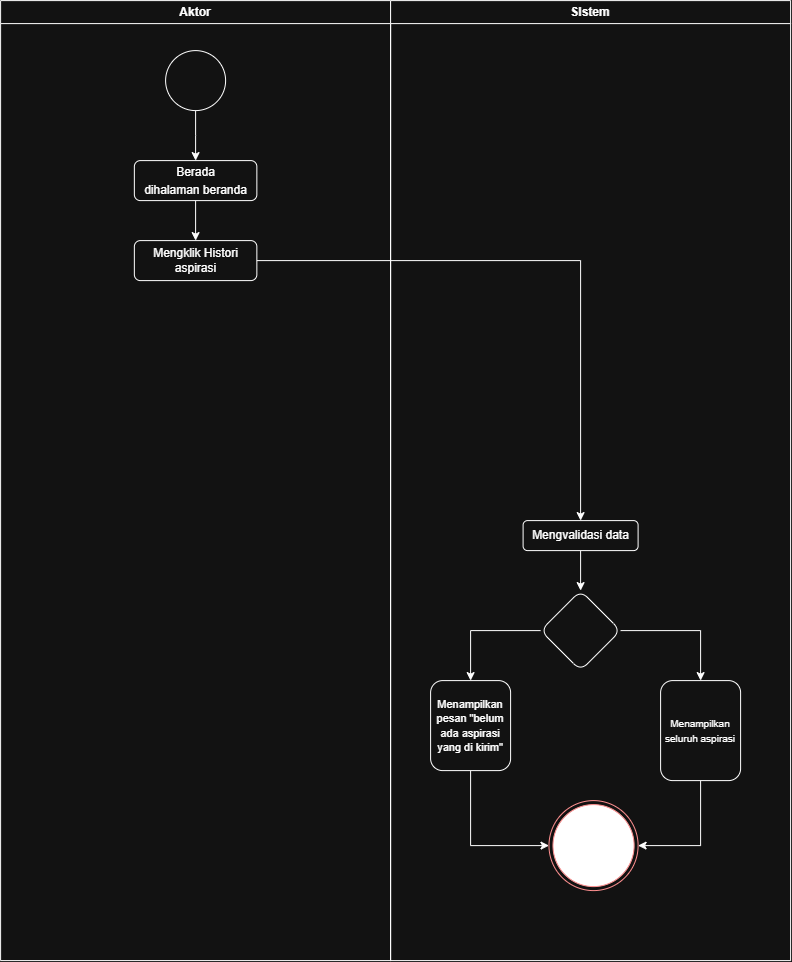 Aktor
Sistem
Berada
dihalaman beranda
Mengklik Histori
aspirasi
Mengvalidasi data
Menampilkan
pesan "belum
ada aspirasi
yang di kirim"
Menampilkan
seluruh aspirasi